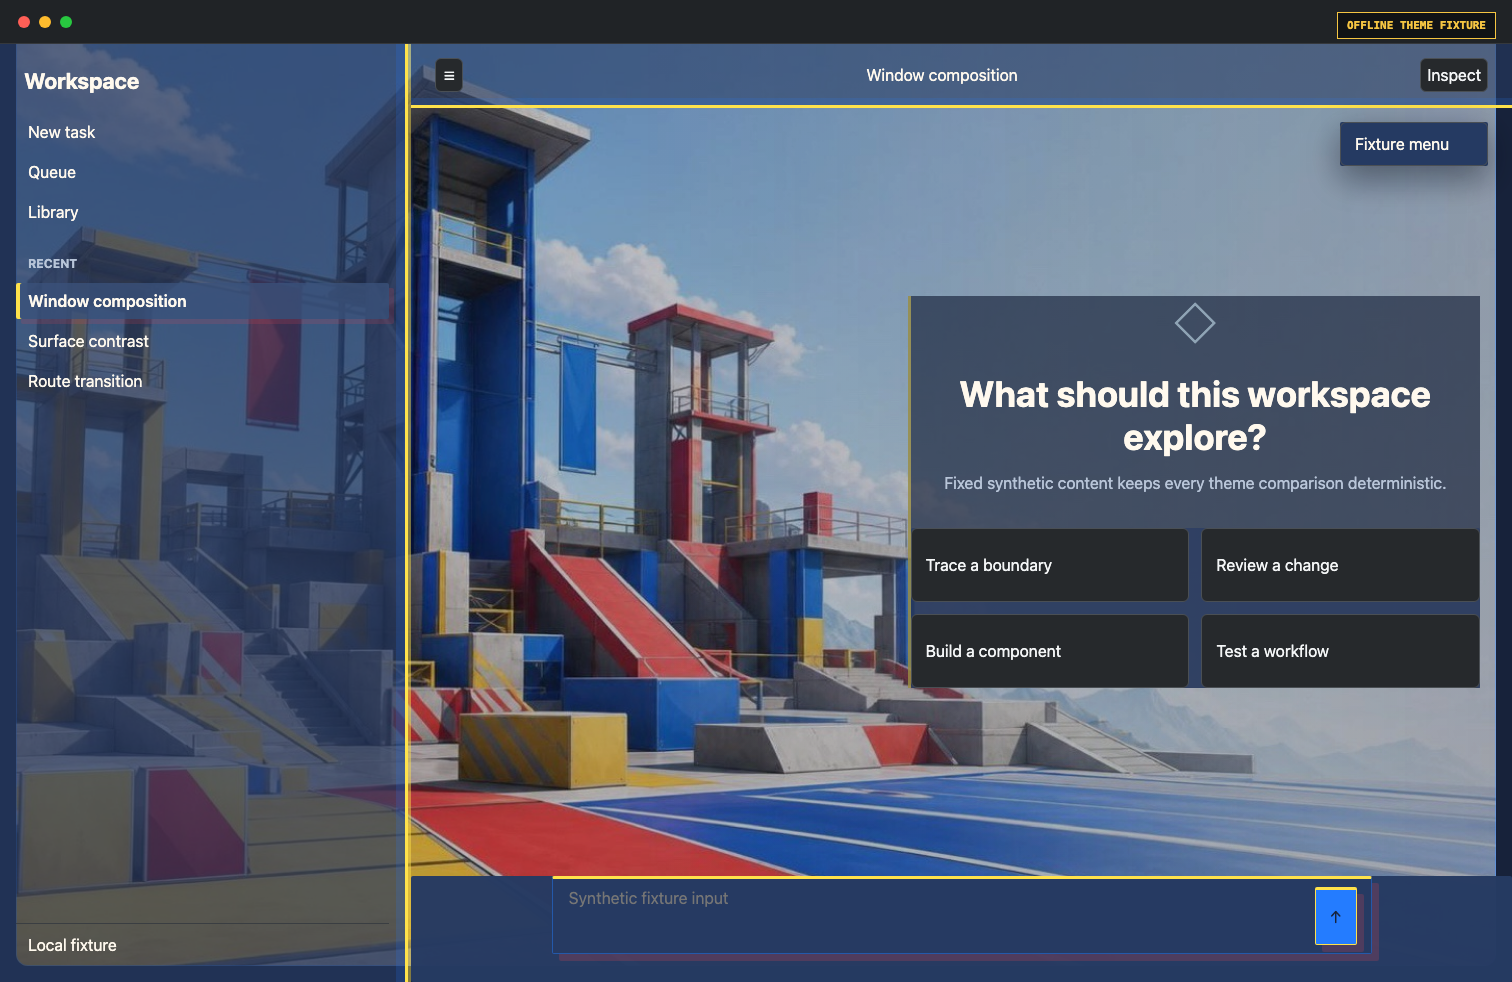 OFFLINE THEME FIXTURE
Workspace
New task
Queue
Library
RECENT
Window composition
Surface contrast
Route transition
Local fixture
Window composition
Inspect
Fixture menu
What should this workspace
explore?
Fixed synthetic content keeps every theme comparison deterministic.
Trace a boundary
Review a change
Build a component
Test a workflow
Synthetic fixture input